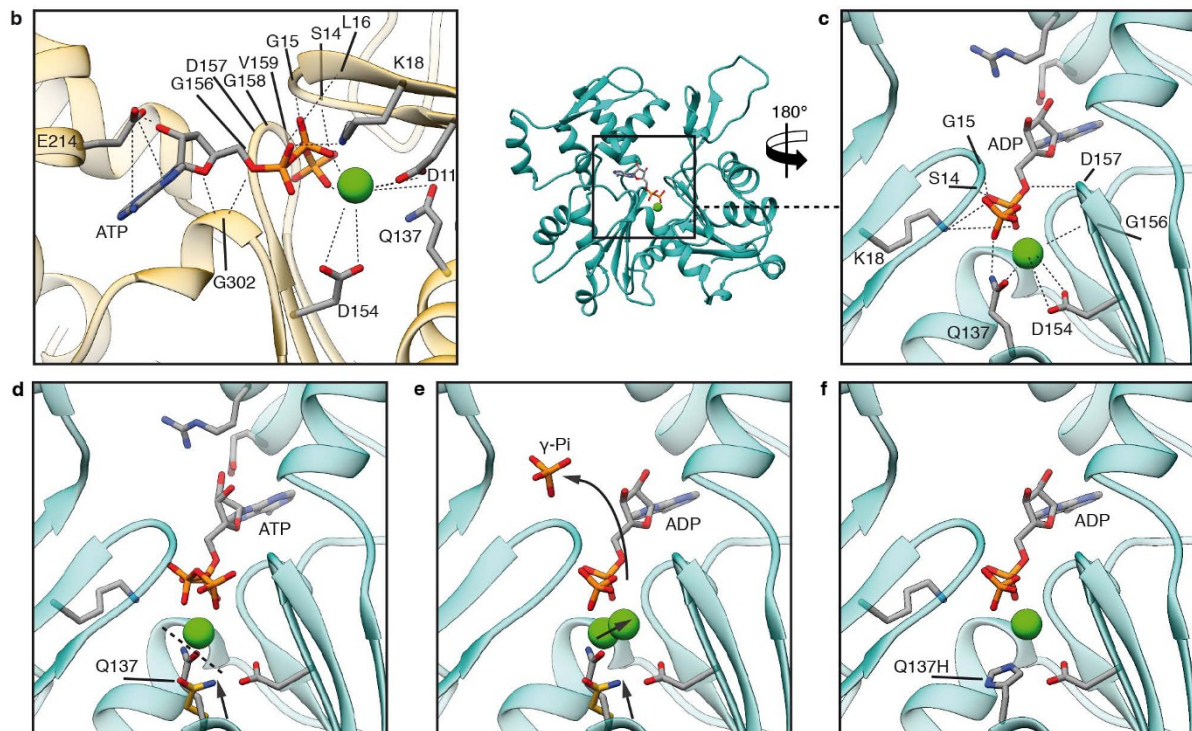 b
L16
S14
G15
K18
V159
D157
G158
G156
E214
D11
ATP
Q137
G302
D154
180°
c
ADP
G15
D157
S14
G156
K18
Q137
D154
d
ATP
Q137
e
γ-Pi
ADP
f
ADP
Q137H